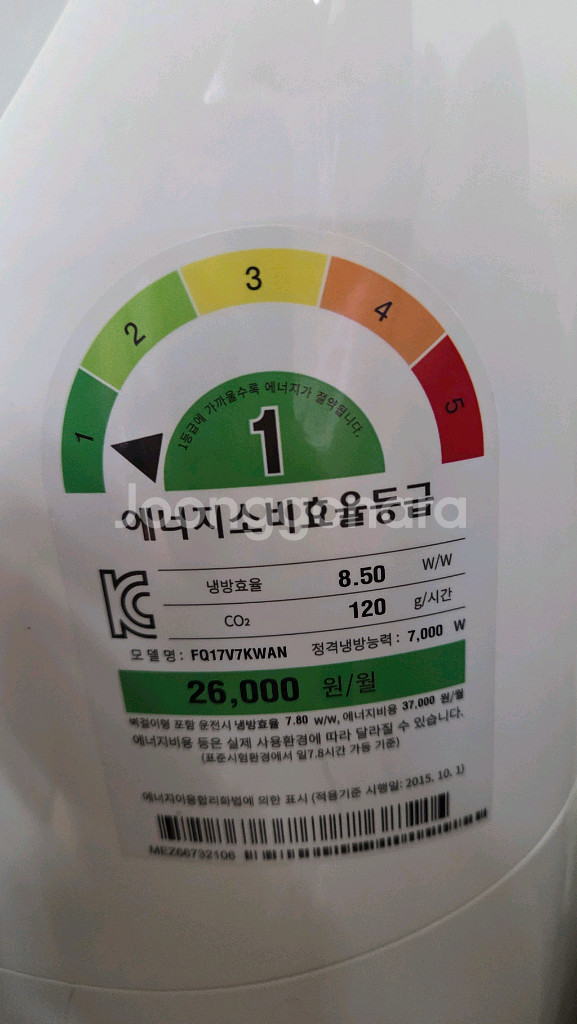 3
2
4
1
5
1등급에 가까울수록 에너지가 절약됩니다.
1
에너지소비효율등급
Joonggonara
냉방효율 8.50 W/W
CO₂ 120 g/시간
모델명 : FQ17V7KWAN 정격냉방능력 : 7,000 W
26,000 원/월
벽걸이형 포함 운전시 냉방효율 7.80 W/W, 에너지비용 37,000 원/월
에너지비용 등은 실제 사용환경에 따라 달라질 수 있습니다.
(표준시험환경에서 일7.8시간 가동 기준)
에너지이용합리화법에 의한 표시 (적용기준 시행일: 2015. 10. 1)
MEZ66732106